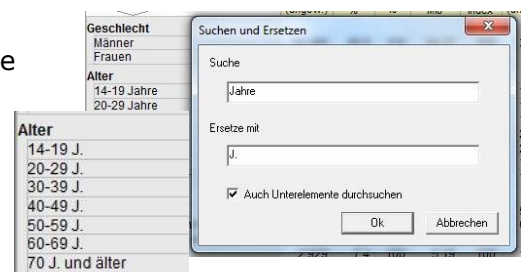 e
Geschlecht
Männer
Frauen
Alter
14-19 Jahre
20-29 Jahre
Suchen und Ersetzen
Suche
Jahre
Ersetze mit
J.
Auch Unterelemente durchsuchen
Ok
Abbrechen
Alter
14-19 J.
20-29 J.
30-39 J.
40-49 J.
50-59 J.
60-69 J.
70 J. und älter